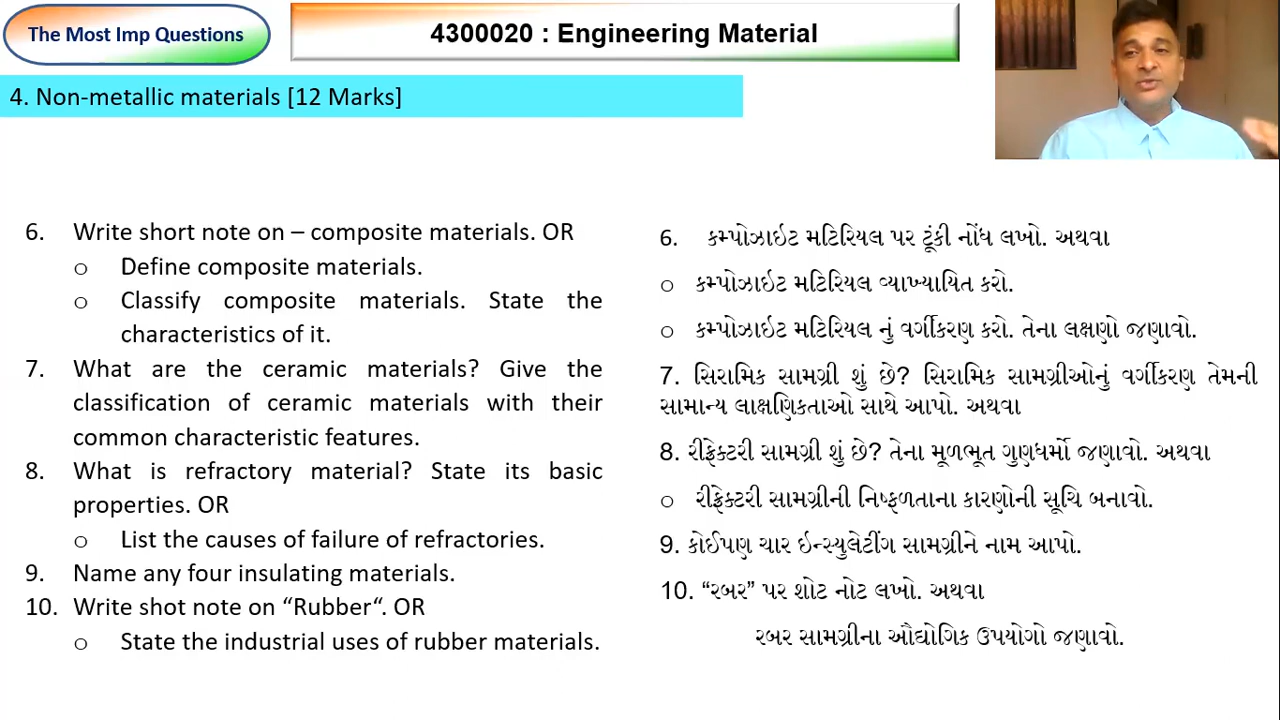 The Most Imp Questions
4300020 : Engineering Material
4. Non-metallic materials [12 Marks]
6. Write short note on – composite materials. OR
o Define composite materials.
o Classify composite materials. State the
characteristics of it.
7. What are the ceramic materials? Give the
classification of ceramic materials with their
common characteristic features.
8. What is refractory material? State its basic
properties. OR
o List the causes of failure of refractories.
9. Name any four insulating materials.
10. Write shot note on “Rubber“. OR
o State the industrial uses of rubber materials.
6. કમ્પોઝાઇટ મટિરિયલ પર ટૂંકી નોંધ લખો. અથવા
o કમ્પોઝાઇટ મટિરિયલ વ્યાખ્યાયિત કરો.
o કમ્પોઝાઇટ મટિરિયલ નું વર્ગીકરણ કરો. તેના લક્ષણો જણાવો.
7. સિરામિક સામગ્રી શું છે? સિરામિક સામગ્રીઓનું વર્ગીકરણ તેમની
સામાન્ય લાક્ષણિકતાઓ સાથે આપો. અથવા
8. રીફ્રેક્ટરી સામગ્રી શું છે? તેના મૂળભૂત ગુણધર્મો જણાવો. અથવા
o રીફ્રેક્ટરી સામગ્રીની નિષ્ફળતાના કારણોની સૂચિ બનાવો.
9. કોઈપણ ચાર ઇન્સ્યુલેટીંગ સામગ્રીને નામ આપો.
10. “રબર” પર શોટ નોટ લખો. અથવા
રબર સામગ્રીના ઔદ્યોગિક ઉપયોગો જણાવો.